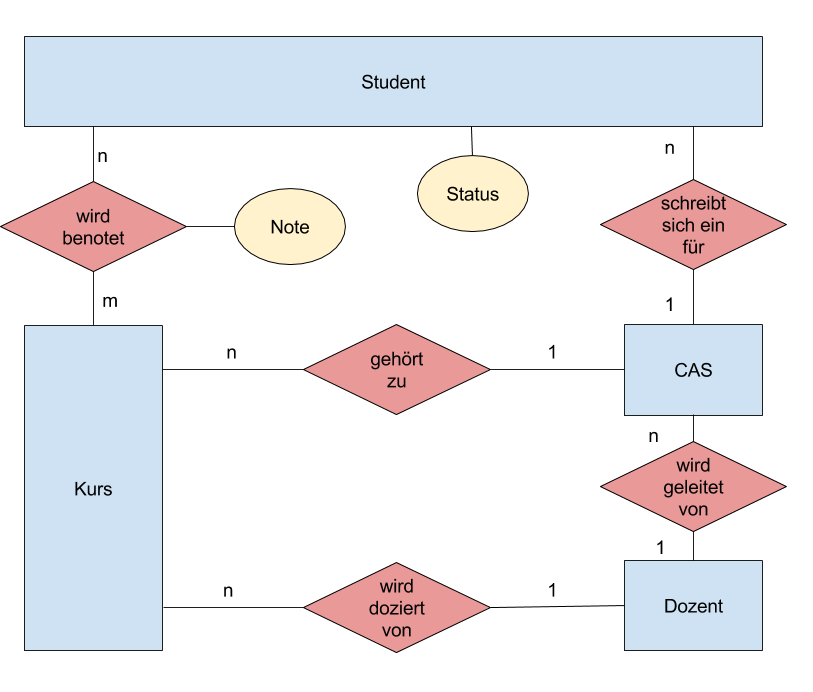 Student
n
n
wird
benotet
Note
Status
schreibt
sich ein
für
m
1
n
gehört
zu
1
CAS
n
Kurs
wird
geleitet
von
1
n
wird
doziert
von
1
Dozent